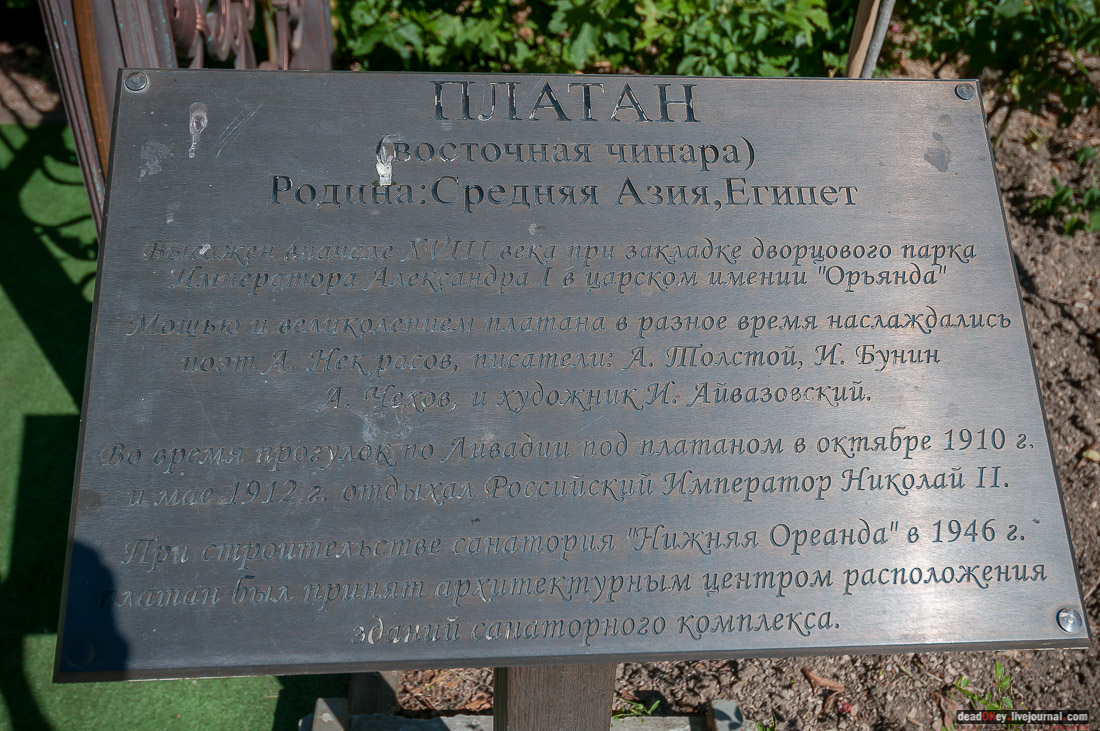 ПЛАТАН
(восточная чинара)
Родина:Средняя Азия,Египет
Высажен вначале XVIII века при закладке дворцового парка
Императора Александра I в царском имении "Орьянда"
Мощью и великолепием платана в разное время наслаждались
поэт А. Некрасов, писатели: А. Толстой, И. Бунин
А. Чехов, и художник И. Айвазовский.
Во время прогулок по Ливадии под платаном в октябре 1910 г.
и мае 1912 г. отдыхал Российский Император Николай II.
При строительстве санатория "Нижняя Ореанда" в 1946 г.
платан был принят архитектурным центром расположения
зданий санаторного комплекса.
deadOKey.livejournal.com